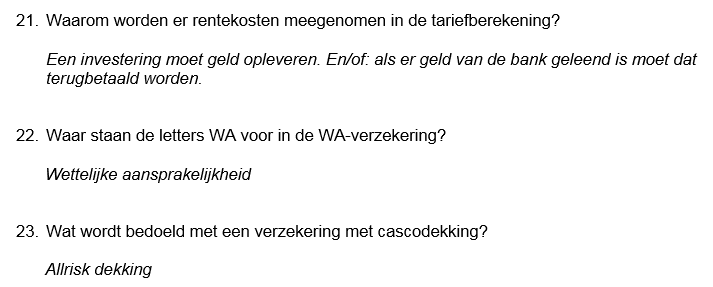 21. Waarom worden er rentekosten meegenomen in de tariefberekening?
Een investering moet geld opleveren. En/of: als er geld van de bank geleend is moet dat
terugbetaald worden.
22. Waar staan de letters WA voor in de WA-verzekering?
Wettelijke aansprakelijkheid
23. Wat wordt bedoeld met een verzekering met cascodekking?
Allrisk dekking